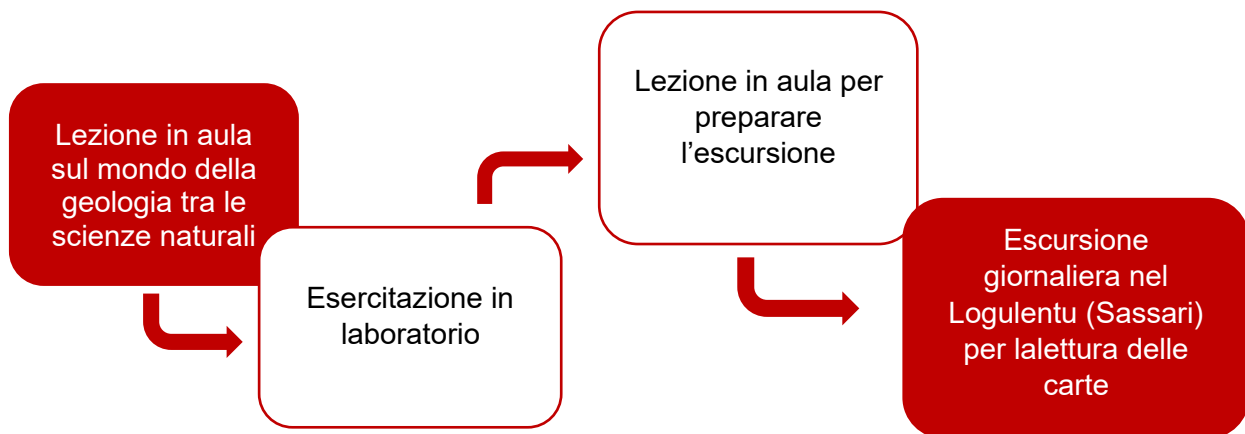 Lezione in aula
sul mondo della
geologia tra le
scienze naturali
Esercitazione in
laboratorio
Lezione in aula per
preparare
l’escursione
Escursione
giornaliera nel
Logulentu (Sassari)
per lalettura delle
carte